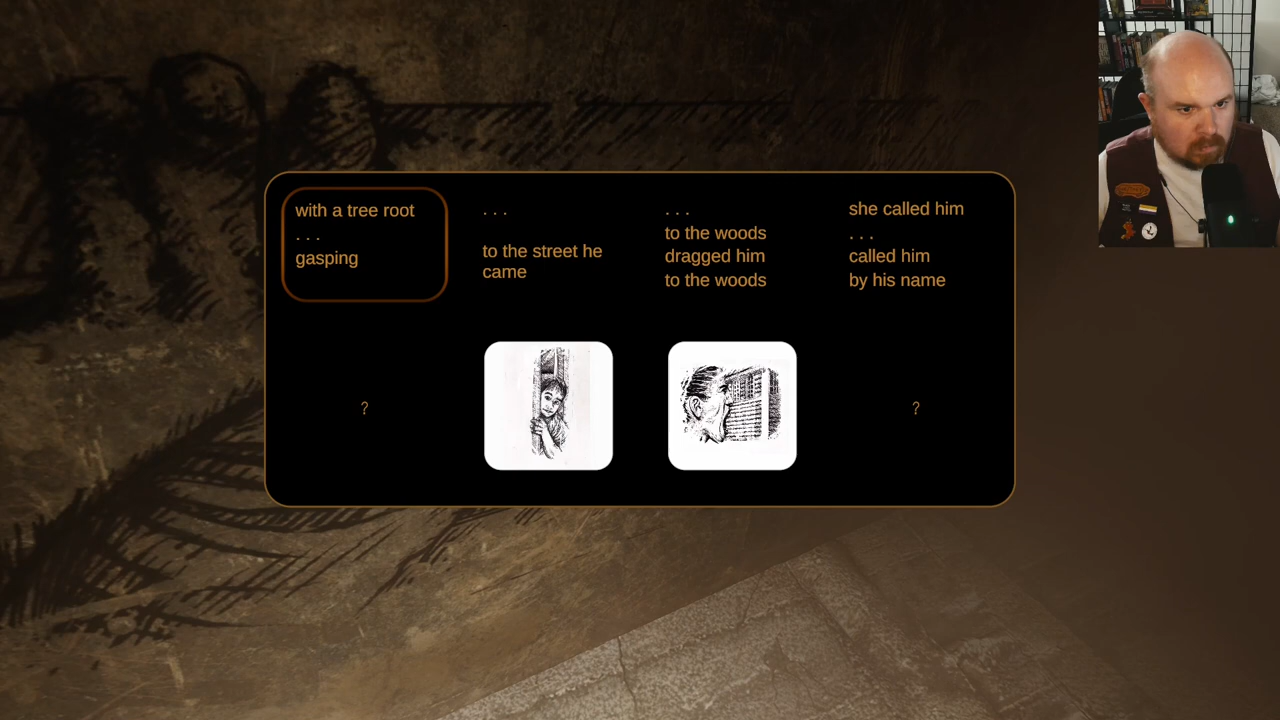 with a tree root
. . .
gasping
. . .
to the street he
came
. . .
to the woods
dragged him
to the woods
she called him
. . .
called him
by his name
?
?